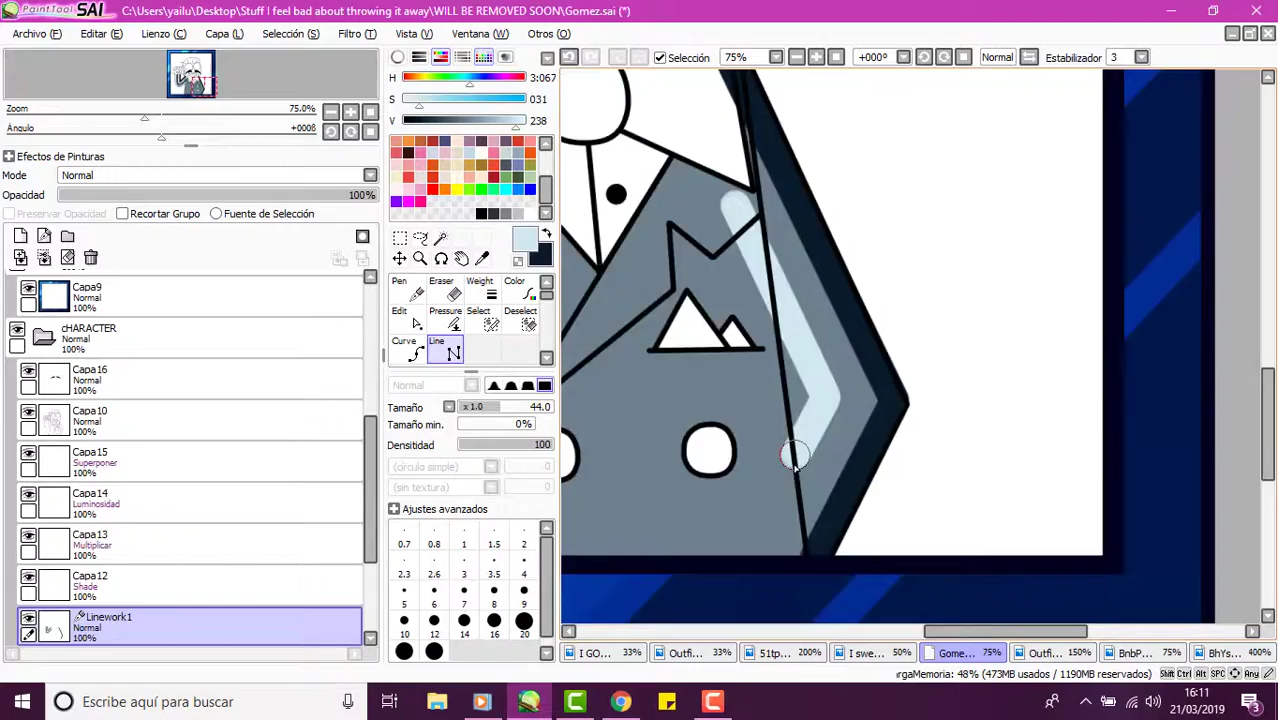 PaintTool SAI C:\Users\yailu\Desktop\Stuff I feel bad about throwing it away\WILL BE REMOVED SOON\Gomez.sai (*)
Archivo (F) Editar (E) Lienzo (C) Capa (L) Selección (S) Filtro (T) Vista (V) Ventana (W) Otros (O)
Selección 75% +000º Normal Estabilizador 3
Zoom 75.0%
Ángulo +000ß
Efectos de Pinturas
Modo Normal
Opacidad 100%
Preservar Opacidad Recortar Grupo Fuente de Selección
Capa9
Normal
100%
cHARACTER
Normal
100%
Capa16
Normal
100%
Capa10
Normal
100%
Capa15
Superponer
100%
Capa14
Luminosidad
100%
Capa13
Multiplicar
100%
Capa12
Shade
100%
Linework1
Normal
100%
H 3:067
S 031
V 238
Pen Eraser Weight Color
Edit Pressure Select Deselect
Curve Line
Normal
Tamaño x 1.0 44.0
Tamaño min. 0%
Densidad 100
(círculo simple) 0
(sin textura) 0
Ajustes avanzados
0.7 0.8 1 1.5 2
2.3 2.6 3 3.5 4
5 6 7 8 9
10 12 14 16 20
I GO... 33% Outfi... 33% 51tp... 200% I swe... 50% Gome... 75% Outfi... 150% BnbP... 75% BhYs... 400%
rgaMemoria: 48% (473MB usados / 1190MB reservados) Shift Ctrl Alt SPC Any
Escribe aquí para buscar
16:11
21/03/2019